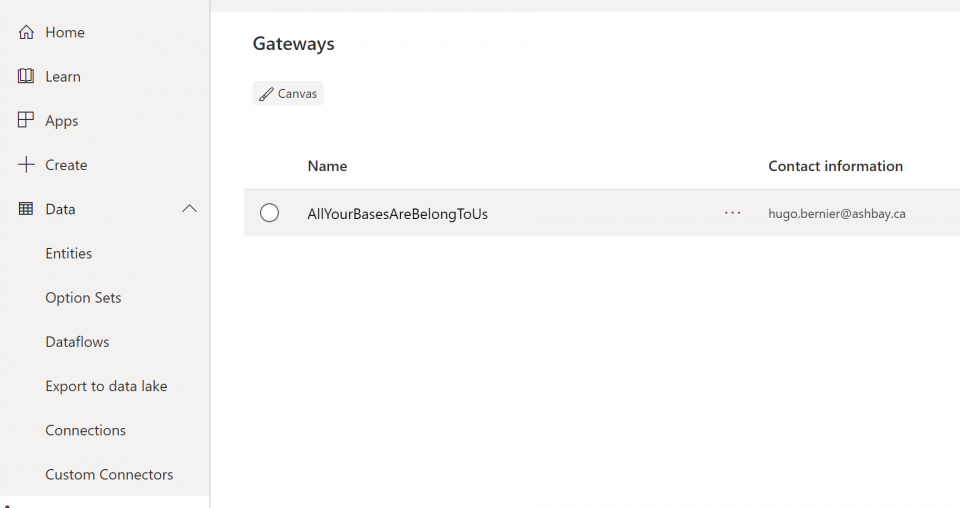 Home
Learn
Apps
Create
Data
Entities
Option Sets
Dataflows
Export to data lake
Connections
Custom Connectors
Gateways
Canvas
Name Contact information
AllYourBasesAreBelongToUs ··· hugo.bernier@ashbay.ca